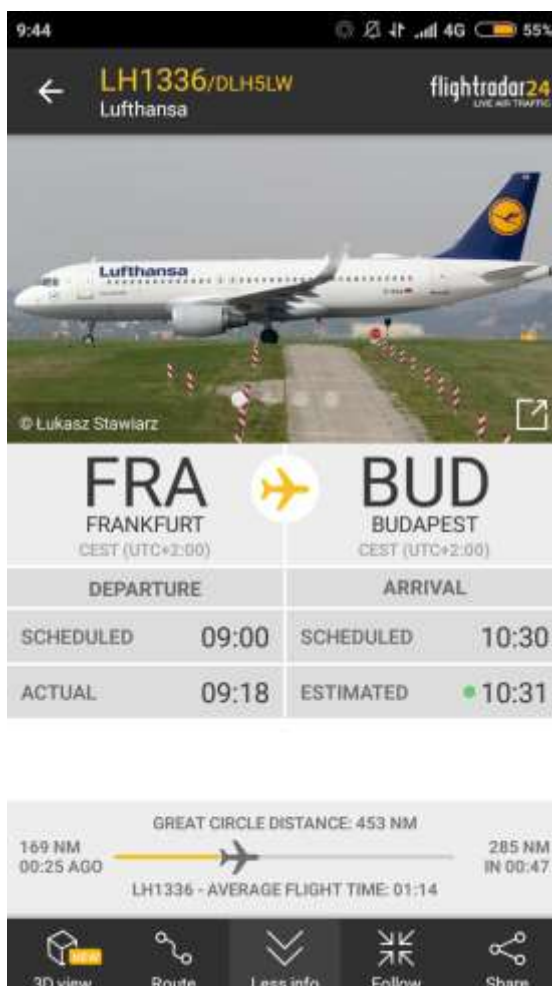 9:44 4G 55%
LH1336/DLH5LW
Lufthansa
flightradar24
LIVE AIR TRAFFIC
Lufthansa
© Lukasz Stawiarz
FRA BUD
FRANKFURT BUDAPEST
CEST (UTC+2:00) CEST (UTC+2:00)
DEPARTURE ARRIVAL
SCHEDULED 09:00 SCHEDULED 10:30
ACTUAL 09:18 ESTIMATED 10:31
GREAT CIRCLE DISTANCE: 453 NM
169 NM 285 NM
00:25 AGO IN 00:47
LH1336 - AVERAGE FLIGHT TIME: 01:14
NEW
3D view Route Less info Follow Share